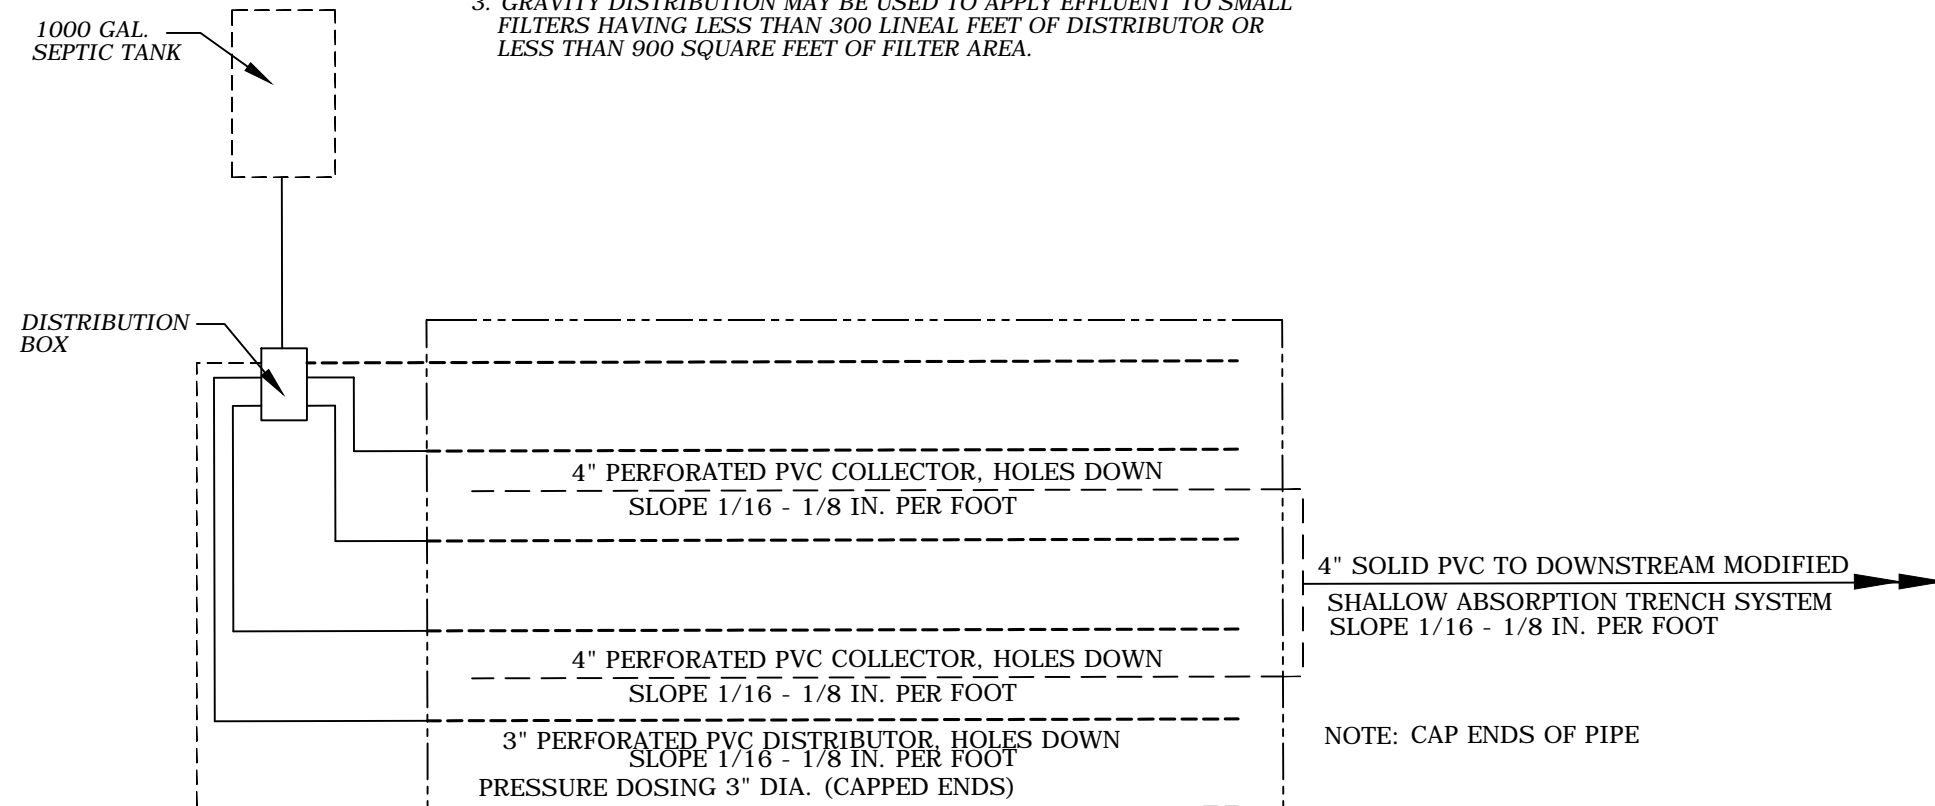 3. GRAVITY DISTRIBUTION MAY BE USED TO APPLY EFFLUENT TO SMALL
FILTERS HAVING LESS THAN 300 LINEAL FEET OF DISTRIBUTOR OR
LESS THAN 900 SQUARE FEET OF FILTER AREA.
1000 GAL.
SEPTIC TANK
DISTRIBUTION
BOX
4" PERFORATED PVC COLLECTOR, HOLES DOWN
SLOPE 1/16 - 1/8 IN. PER FOOT
4" SOLID PVC TO DOWNSTREAM MODIFIED
SHALLOW ABSORPTION TRENCH SYSTEM
SLOPE 1/16 - 1/8 IN. PER FOOT
4" PERFORATED PVC COLLECTOR, HOLES DOWN
SLOPE 1/16 - 1/8 IN. PER FOOT
3" PERFORATED PVC DISTRIBUTOR, HOLES DOWN
SLOPE 1/16 - 1/8 IN. PER FOOT
PRESSURE DOSING 3" DIA. (CAPPED ENDS)
NOTE: CAP ENDS OF PIPE